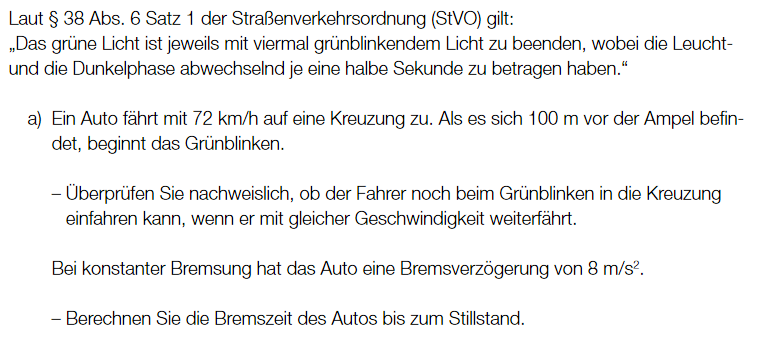 Laut § 38 Abs. 6 Satz 1 der Straßenverkehrsordnung (StVO) gilt:
„Das grüne Licht ist jeweils mit viermal grünblinkendem Licht zu beenden, wobei die Leucht-
und die Dunkelphase abwechselnd je eine halbe Sekunde zu betragen haben.“
a) Ein Auto fährt mit 72 km/h auf eine Kreuzung zu. Als es sich 100 m vor der Ampel befin-
det, beginnt das Grünblinken.
– Überprüfen Sie nachweislich, ob der Fahrer noch beim Grünblinken in die Kreuzung
einfahren kann, wenn er mit gleicher Geschwindigkeit weiterfährt.
Bei konstanter Bremsung hat das Auto eine Bremsverzögerung von 8 m/s².
– Berechnen Sie die Bremszeit des Autos bis zum Stillstand.